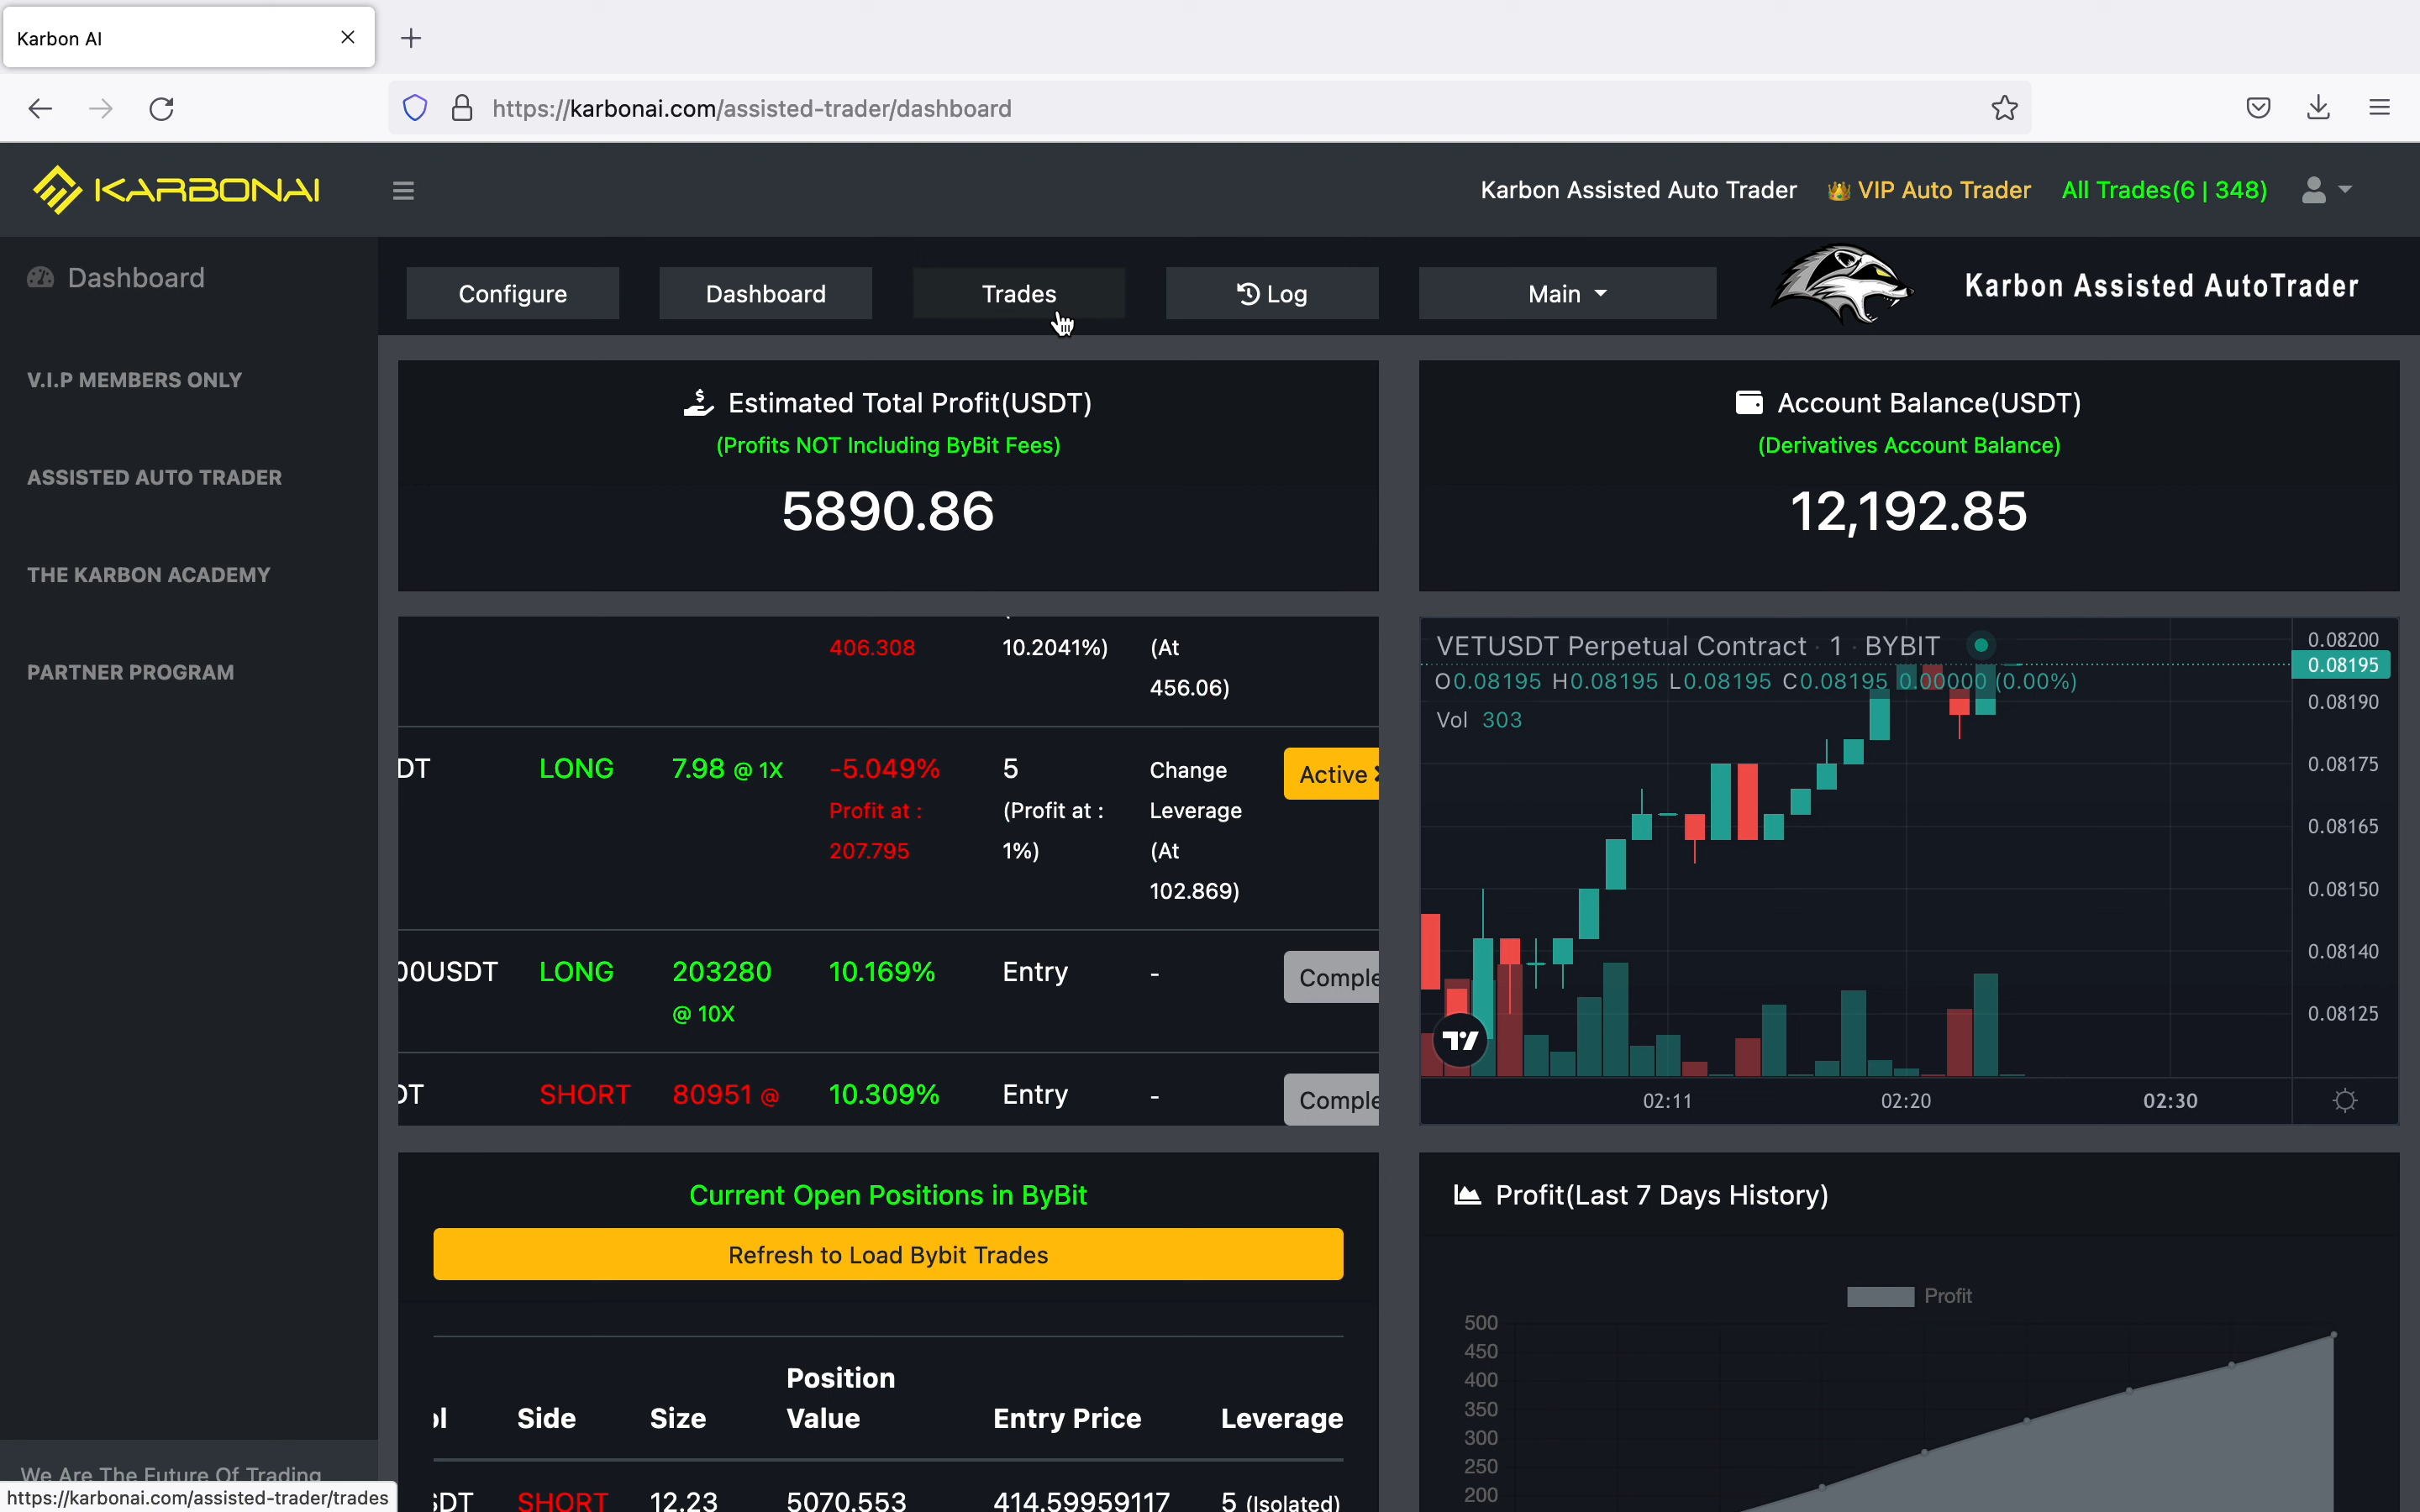 Karbon AI
https://karbonai.com/assisted-trader/dashboard
KARBONAI
Karbon Assisted Auto Trader
VIP Auto Trader
All Trades(6 | 348)
Dashboard
V.I.P MEMBERS ONLY
ASSISTED AUTO TRADER
THE KARBON ACADEMY
PARTNER PROGRAM
We Are The Future Of Trading
https://karbonai.com/assisted-trader/trades
Configure
Dashboard
Trades
Log
Main
Karbon Assisted AutoTrader
Estimated Total Profit(USDT)
(Profits NOT Including ByBit Fees)
5890.86
Account Balance(USDT)
(Derivatives Account Balance)
12,192.85
406.308 10.2041%) (At
456.06)
DT LONG 7.98 @ 1X -5.049% 5 Change Active
Profit at : (Profit at : Leverage
207.795 1%) (At
102.869)
00USDT LONG 203280 10.169% Entry - Comple
@ 10X
DT SHORT 80951 @ 10.309% Entry - Comple
VETUSDT Perpetual Contract · 1 · BYBIT
O0.08195 H0.08195 L0.08195 C0.08195 0.00000 (0.00%)
Vol 303
0.08200
0.08195
0.08190
0.08175
0.08165
0.08150
0.08140
0.08125
02:11 02:20 02:30
Current Open Positions in ByBit
Refresh to Load Bybit Trades
ol Side Size Position Value Entry Price Leverage
SDT SHORT 12.23 5070.553 414.59959117 5 (Isolated)
Profit(Last 7 Days History)
Profit
500
450
400
350
300
250
200